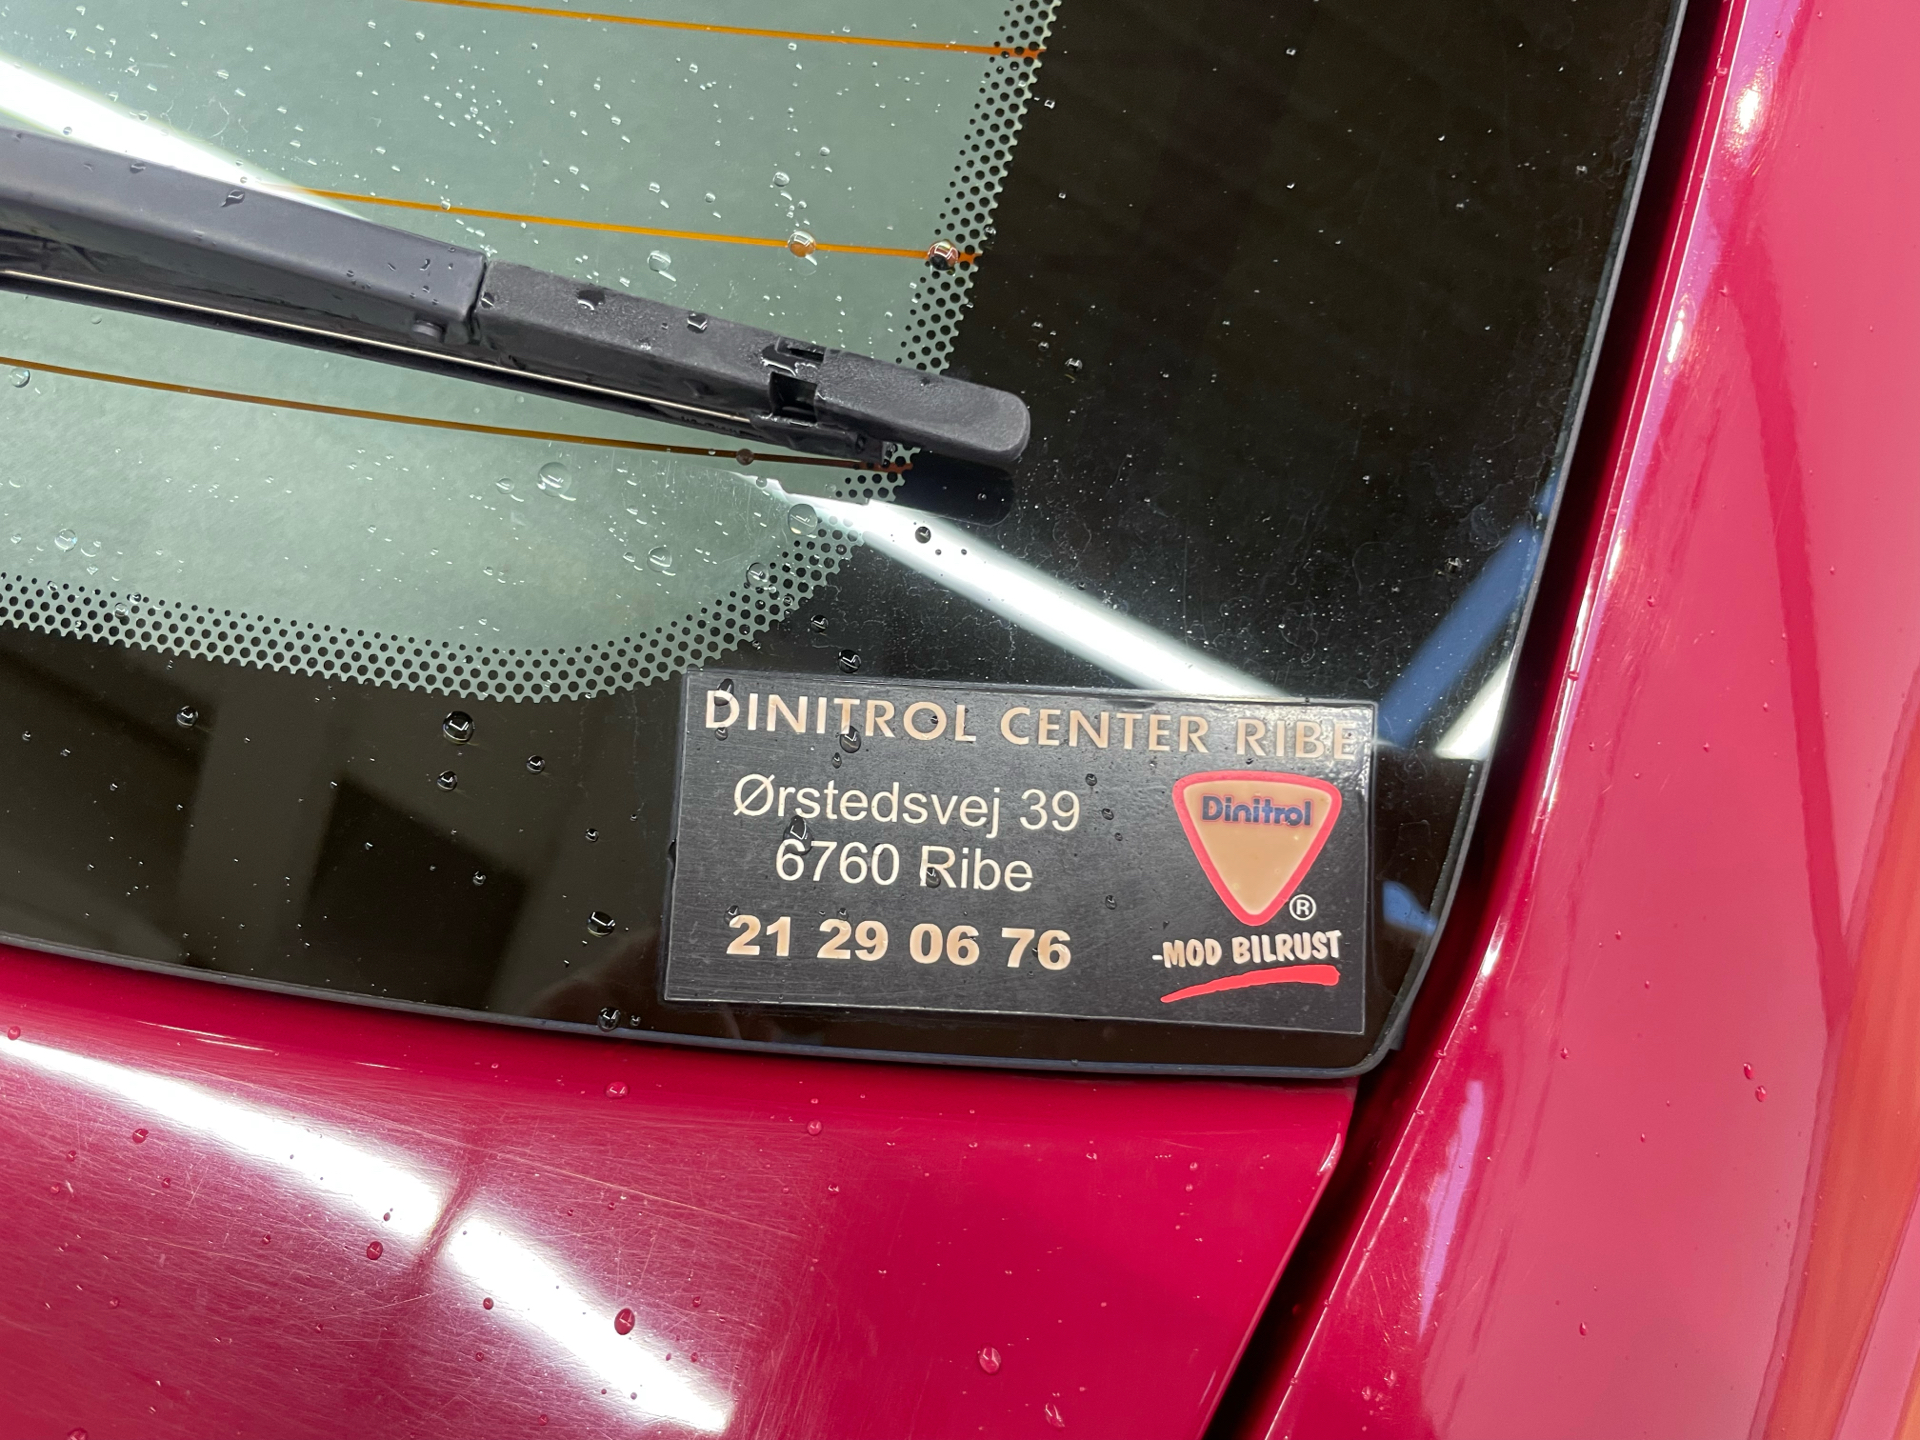 DINITROL CENTER RIBE
Ørstedsvej 39
6760 Ribe
21 29 06 76
Dinitrol
®
-MOD BILRUST